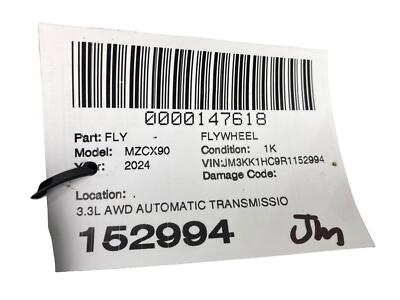 0000147618
Part: FLY - FLYWHEEL
Model: MZCX90 Condition: 1K
Year: 2024 VIN:JM3KK1HC9R1152994
Damage Code:
Location: .
3.3L AWD AUTOMATIC TRANSMISSIO
152994